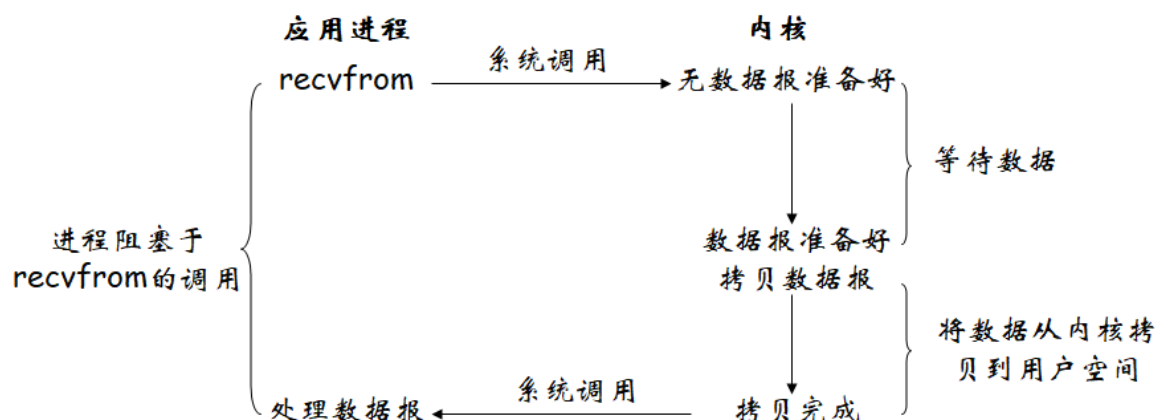 应用进程
内核
系统调用
recvfrom
无数据报准备好
等待数据
进程阻塞于
recvfrom的调用
数据报准备好
拷贝数据报
将数据从内核拷
贝到用户空间
系统调用
处理数据报
拷贝完成